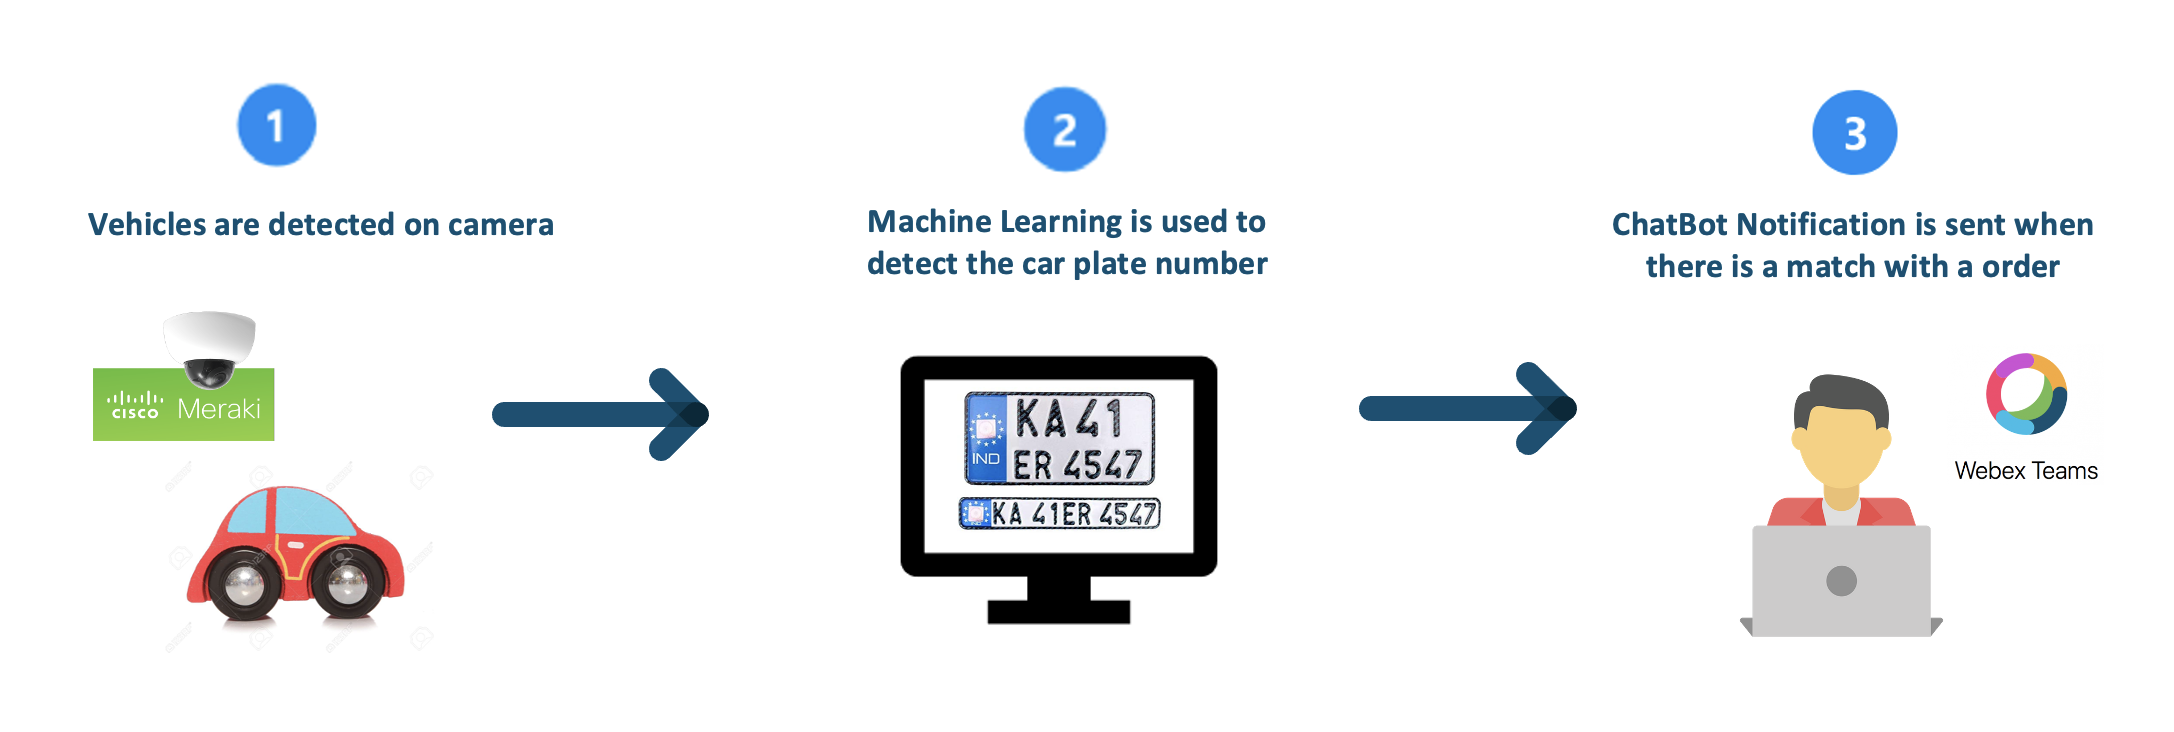 1
Vehicles are detected on camera
cisco Meraki
2
Machine Learning is used to
detect the car plate number
KA 41
IND
ER 4547
KA 41ER 4547
3
ChatBot Notification is sent when
there is a match with a order
Webex Teams